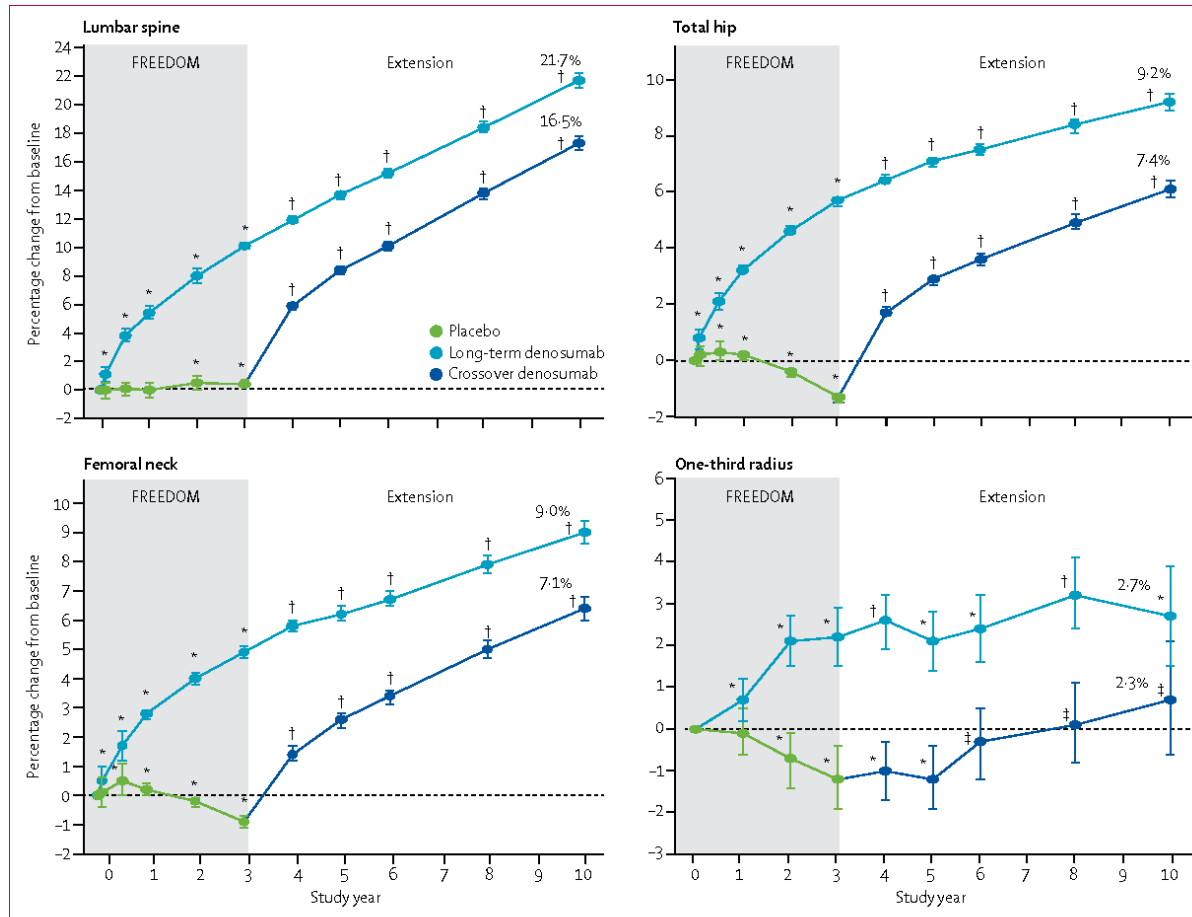 Lumbar spine
Percentage change from baseline
24
22
20
18
16
14
12
10
8
6
4
2
0
−2
FREEDOM
Extension
* * * * *
* *
† † † † †
† † † † †
21·7%
16·5%
Placebo
Long-term denosumab
Crossover denosumab
Total hip
10
8
6
4
2
0
−2
FREEDOM
Extension
* * * * *
* * * *
† † † † †
† † † † †
9·2%
7·4%
Femoral neck
Percentage change from baseline
10
9
8
7
6
5
4
3
2
1
0
−1
−2
FREEDOM
Extension
* * * * *
* * * *
† † † † †
† † † † †
9·0%
7·1%
0 1 2 3 4 5 6 7 8 9 10
Study year
One-third radius
6
5
4
3
2
1
0
−1
−2
−3
FREEDOM
Extension
* * * † * * † *
* * * * ‡ ‡ ‡
2·7%
2·3%
0 1 2 3 4 5 6 7 8 9 10
Study year